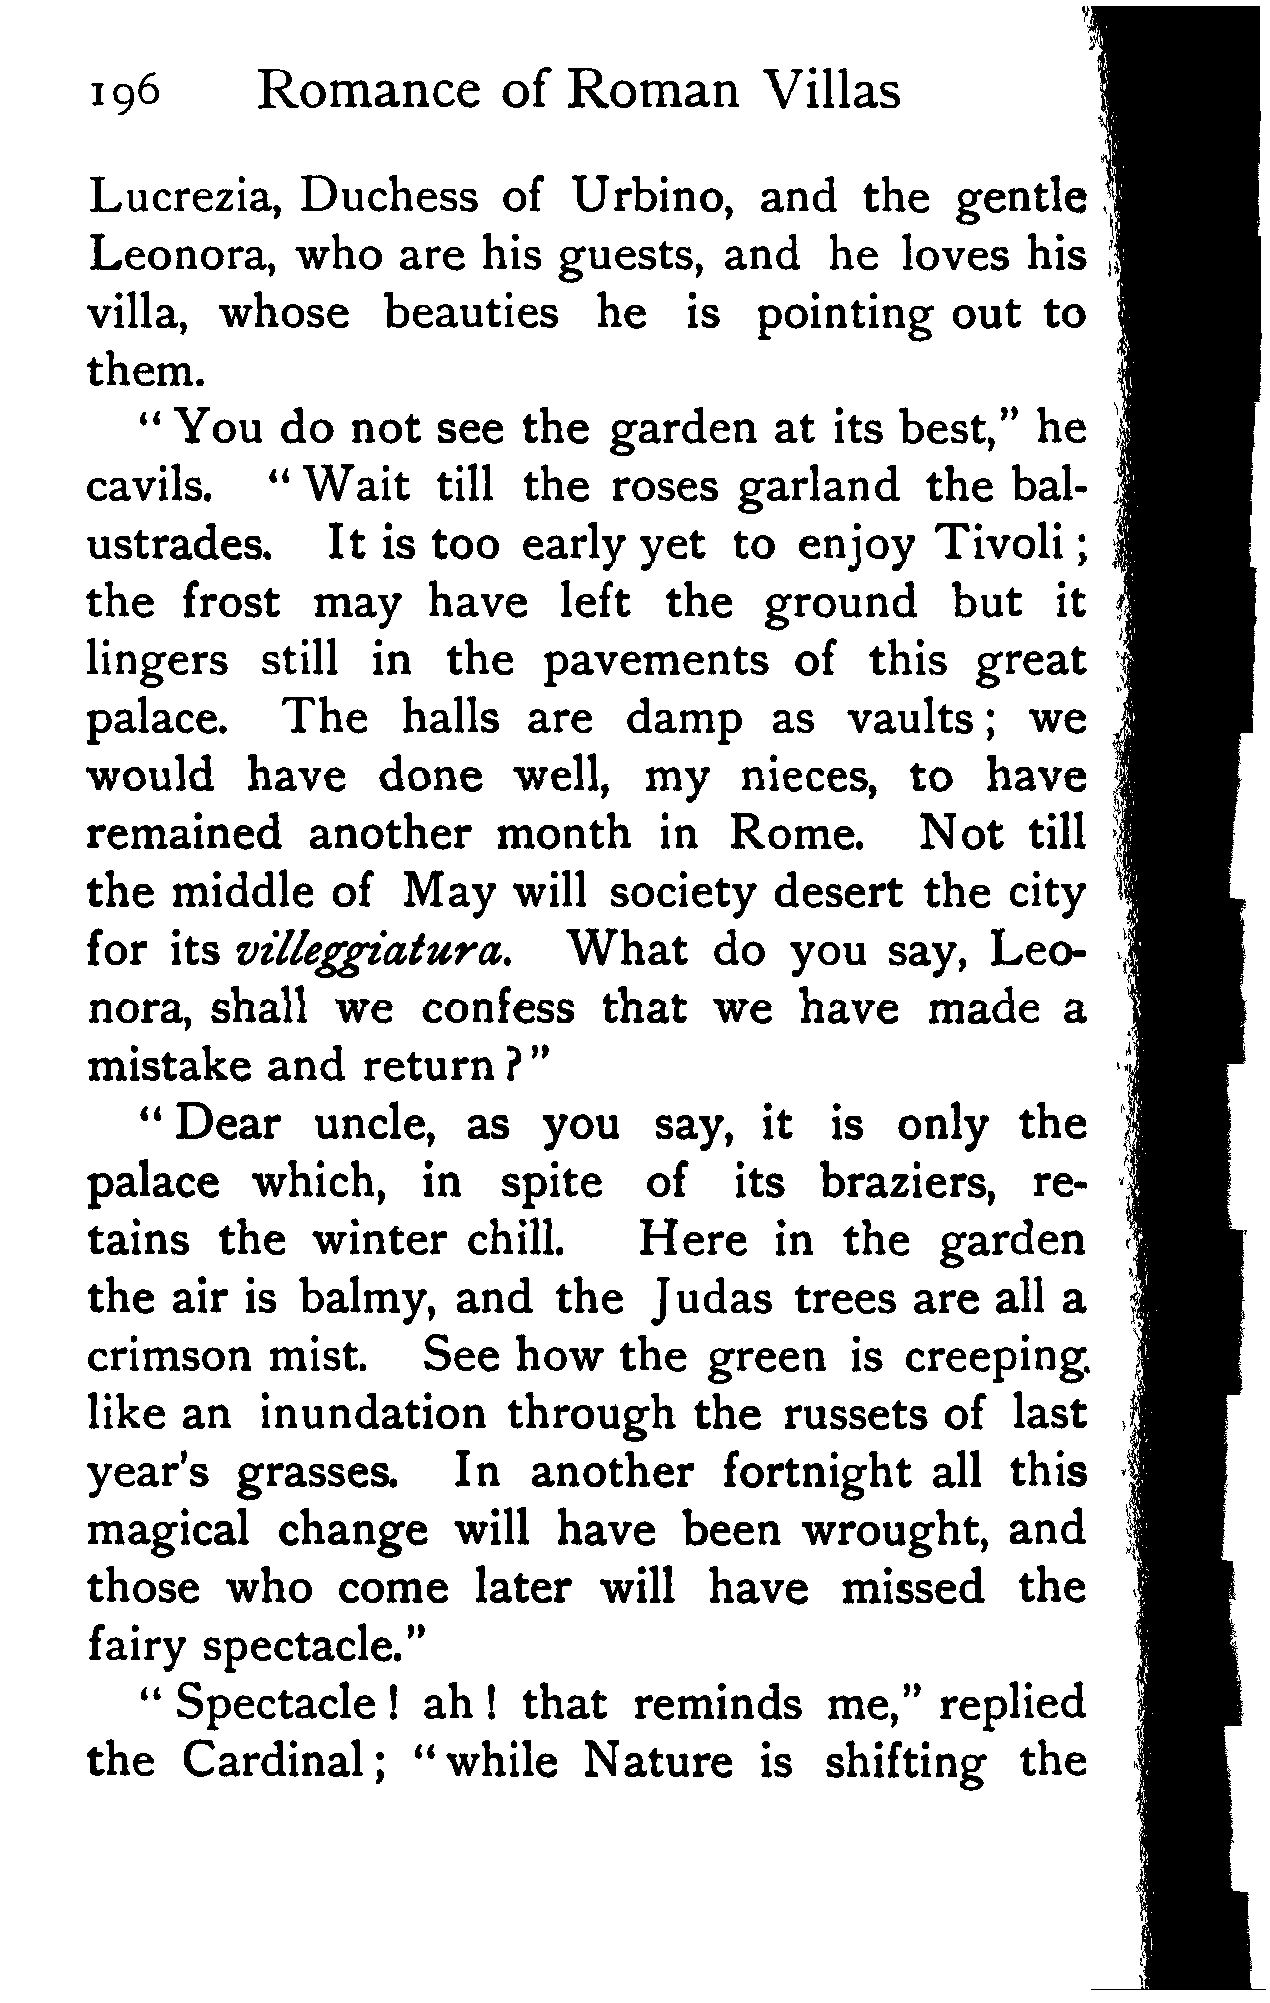 196 Romance of Roman Villas
Lucrezia, Duchess of Urbino, and the gentle
Leonora, who are his guests, and he loves his
villa, whose beauties he is pointing out to
them.
“ You do not see the garden at its best,” he
cavils. “ Wait till the roses garland the bal-
ustrades. It is too early yet to enjoy Tivoli ;
the frost may have left the ground but it
lingers still in the pavements of this great
palace. The halls are damp as vaults ; we
would have done well, my nieces, to have
remained another month in Rome. Not till
the middle of May will society desert the city
for its villeggiatura. What do you say, Leo-
nora, shall we confess that we have made a
mistake and return ? ”
“ Dear uncle, as you say, it is only the
palace which, in spite of its braziers, re-
tains the winter chill. Here in the garden
the air is balmy, and the Judas trees are all a
crimson mist. See how the green is creeping
like an inundation through the russets of last
year's grasses. In another fortnight all this
magical change will have been wrought, and
those who come later will have missed the
fairy spectacle.”
“ Spectacle ! ah ! that reminds me,” replied
the Cardinal ; “ while Nature is shifting the